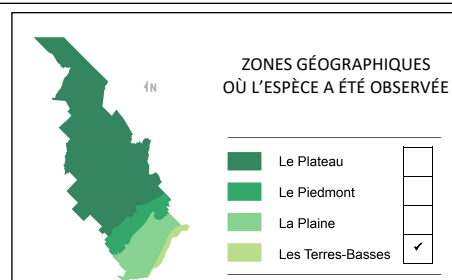 ZONES GÉOGRAPHIQUES
OÙ L'ESPÈCE A ÉTÉ OBSERVÉE
N
Le Plateau
Le Piedmont
La Plaine
Les Terres-Basses ✓